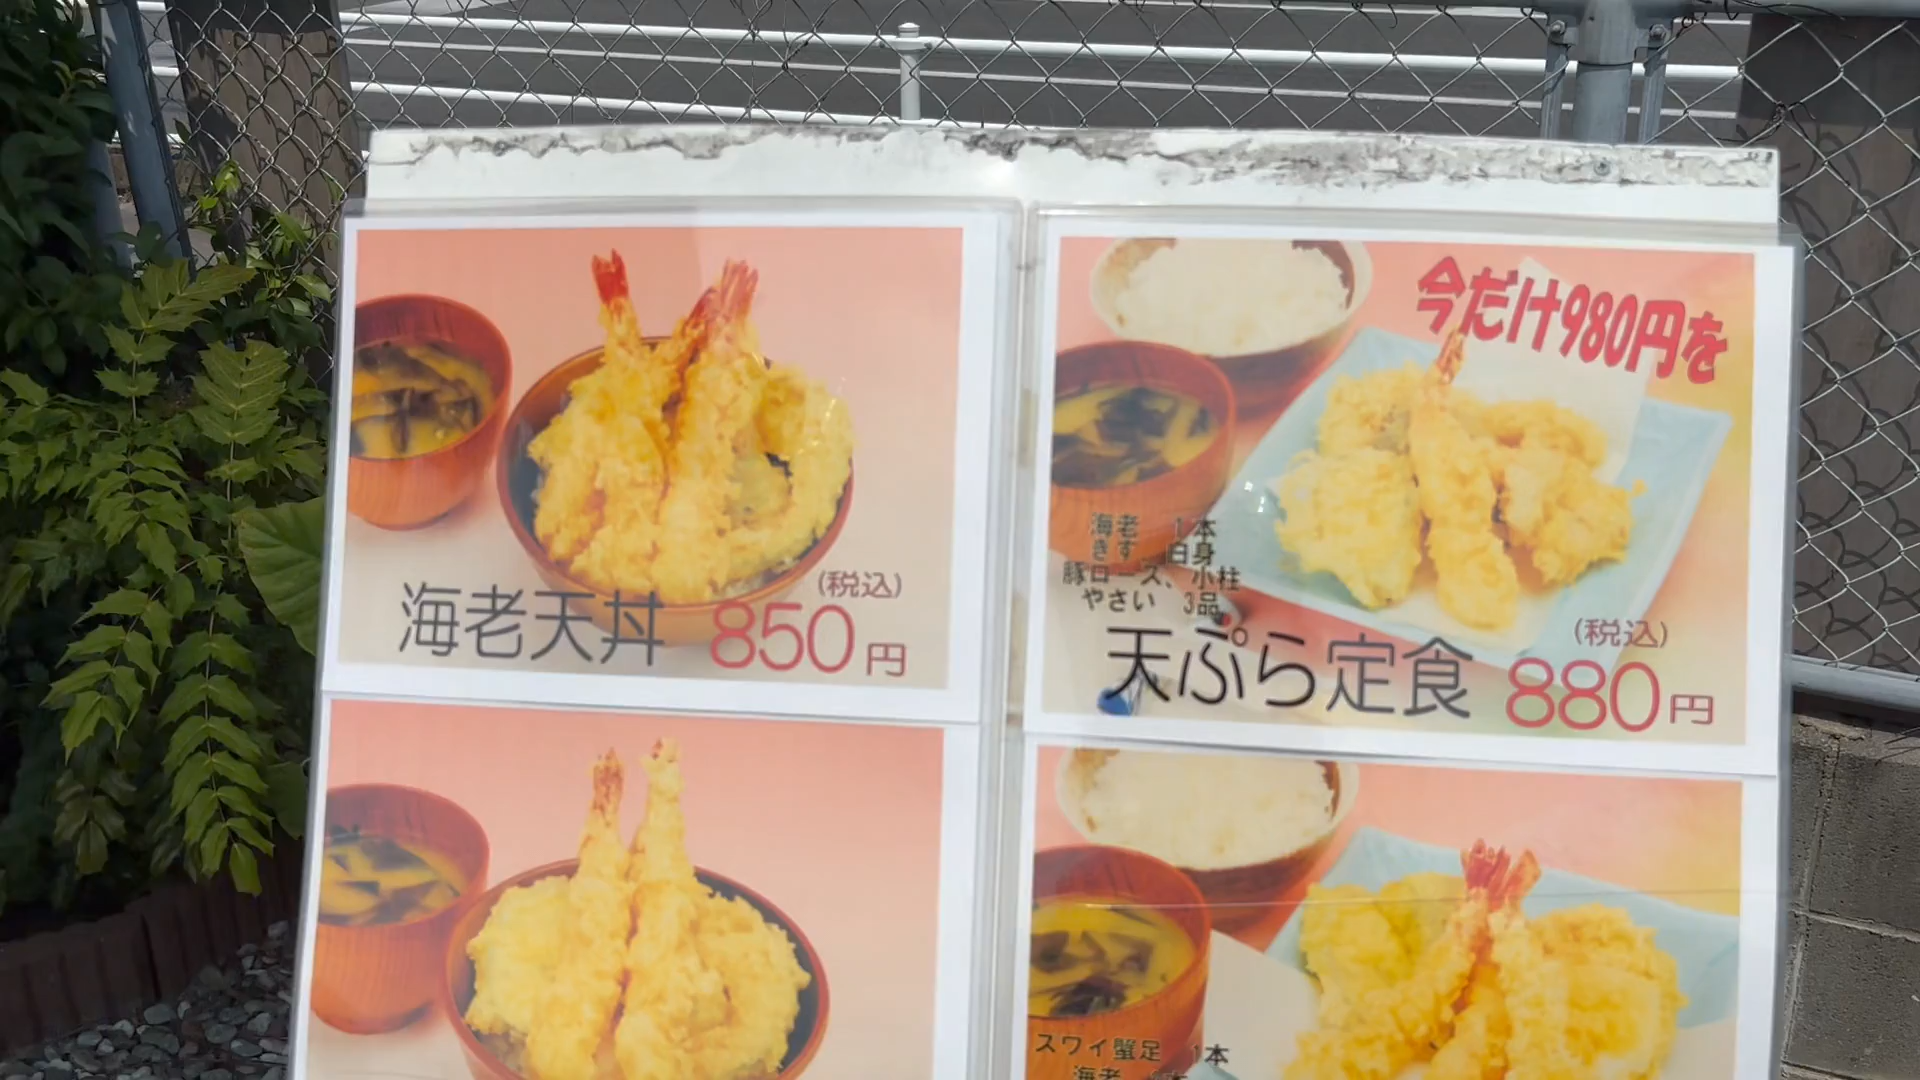 海老天丼 850円
(税込)
今だけ980円を
海老 1本
きす 白身
豚ロース、小柱
やさい 3品
天ぷら定食 880円
(税込)
スワイ蟹足 1本
海老